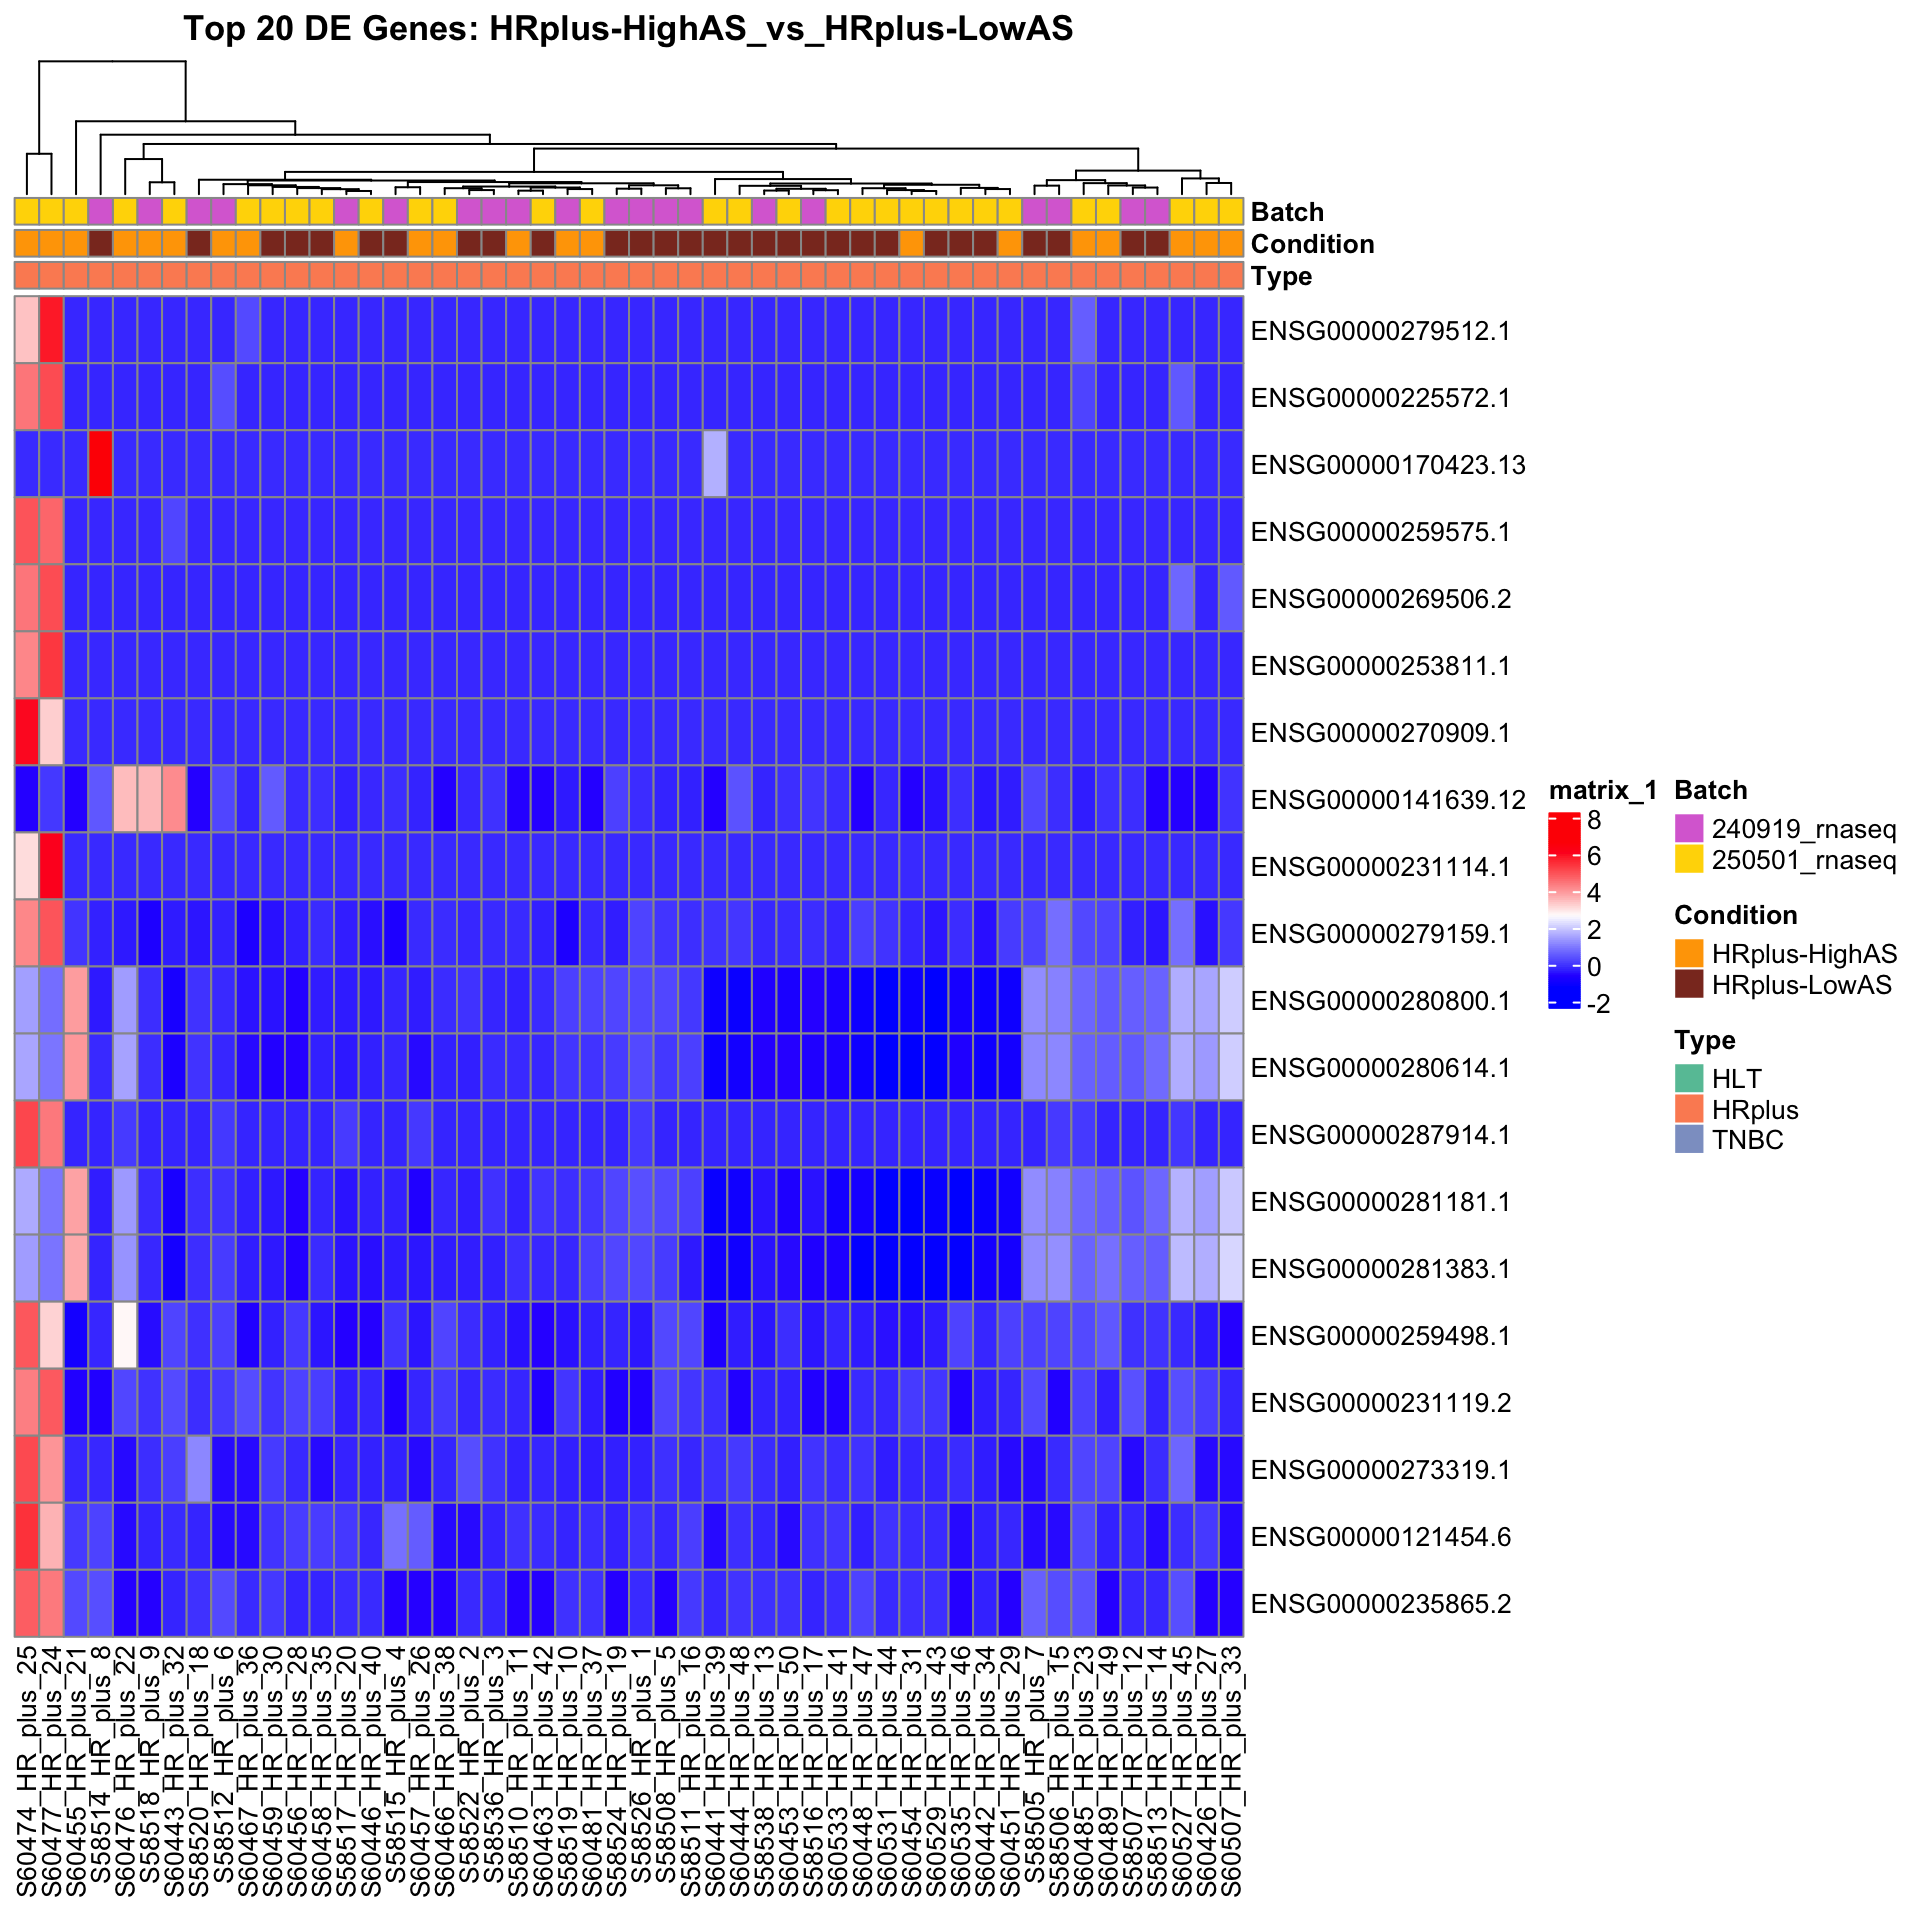 Top 20 DE Genes: HRplus-HighAS_vs_HRplus-LowAS
Batch
Condition
Type
ENSG00000279512.1
ENSG00000225572.1
ENSG00000170423.13
ENSG00000259575.1
ENSG00000269506.2
ENSG00000253811.1
ENSG00000270909.1
ENSG00000141639.12
ENSG00000231114.1
ENSG00000279159.1
ENSG00000280800.1
ENSG00000280614.1
ENSG00000287914.1
ENSG00000281181.1
ENSG00000281383.1
ENSG00000259498.1
ENSG00000231119.2
ENSG00000273319.1
ENSG00000121454.6
ENSG00000235865.2
matrix_1
8
6
4
2
0
-2
Batch
240919_rnaseq
250501_rnaseq
Condition
HRplus-HighAS
HRplus-LowAS
Type
HLT
HRplus
TNBC
S60474_HR_plus_25
S60477_HR_plus_24
S60455_HR_plus_21
S58514_HR_plus_8
S60476_HR_plus_22
S58518_HR_plus_9
S60443_HR_plus_32
S58520_HR_plus_18
S58512_HR_plus_6
S60467_HR_plus_36
S60459_HR_plus_30
S60456_HR_plus_28
S60458_HR_plus_35
S58517_HR_plus_20
S60446_HR_plus_40
S58515_HR_plus_4
S60457_HR_plus_26
S60466_HR_plus_38
S58522_HR_plus_2
S58536_HR_plus_3
S58510_HR_plus_11
S60463_HR_plus_42
S58519_HR_plus_10
S60481_HR_plus_37
S58524_HR_plus_19
S58526_HR_plus_1
S58508_HR_plus_5
S58511_HR_plus_16
S60441_HR_plus_39
S60444_HR_plus_48
S58538_HR_plus_13
S60453_HR_plus_50
S58516_HR_plus_17
S60533_HR_plus_41
S60448_HR_plus_47
S60531_HR_plus_44
S60454_HR_plus_31
S60529_HR_plus_43
S60535_HR_plus_46
S60442_HR_plus_34
S60451_HR_plus_29
S58505_HR_plus_7
S58506_HR_plus_15
S60485_HR_plus_23
S60489_HR_plus_49
S58507_HR_plus_12
S58513_HR_plus_14
S60527_HR_plus_45
S60426_HR_plus_27
S60507_HR_plus_33